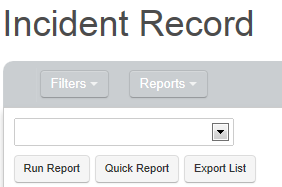 Incident Record
Filters Reports
Run Report Quick Report Export List